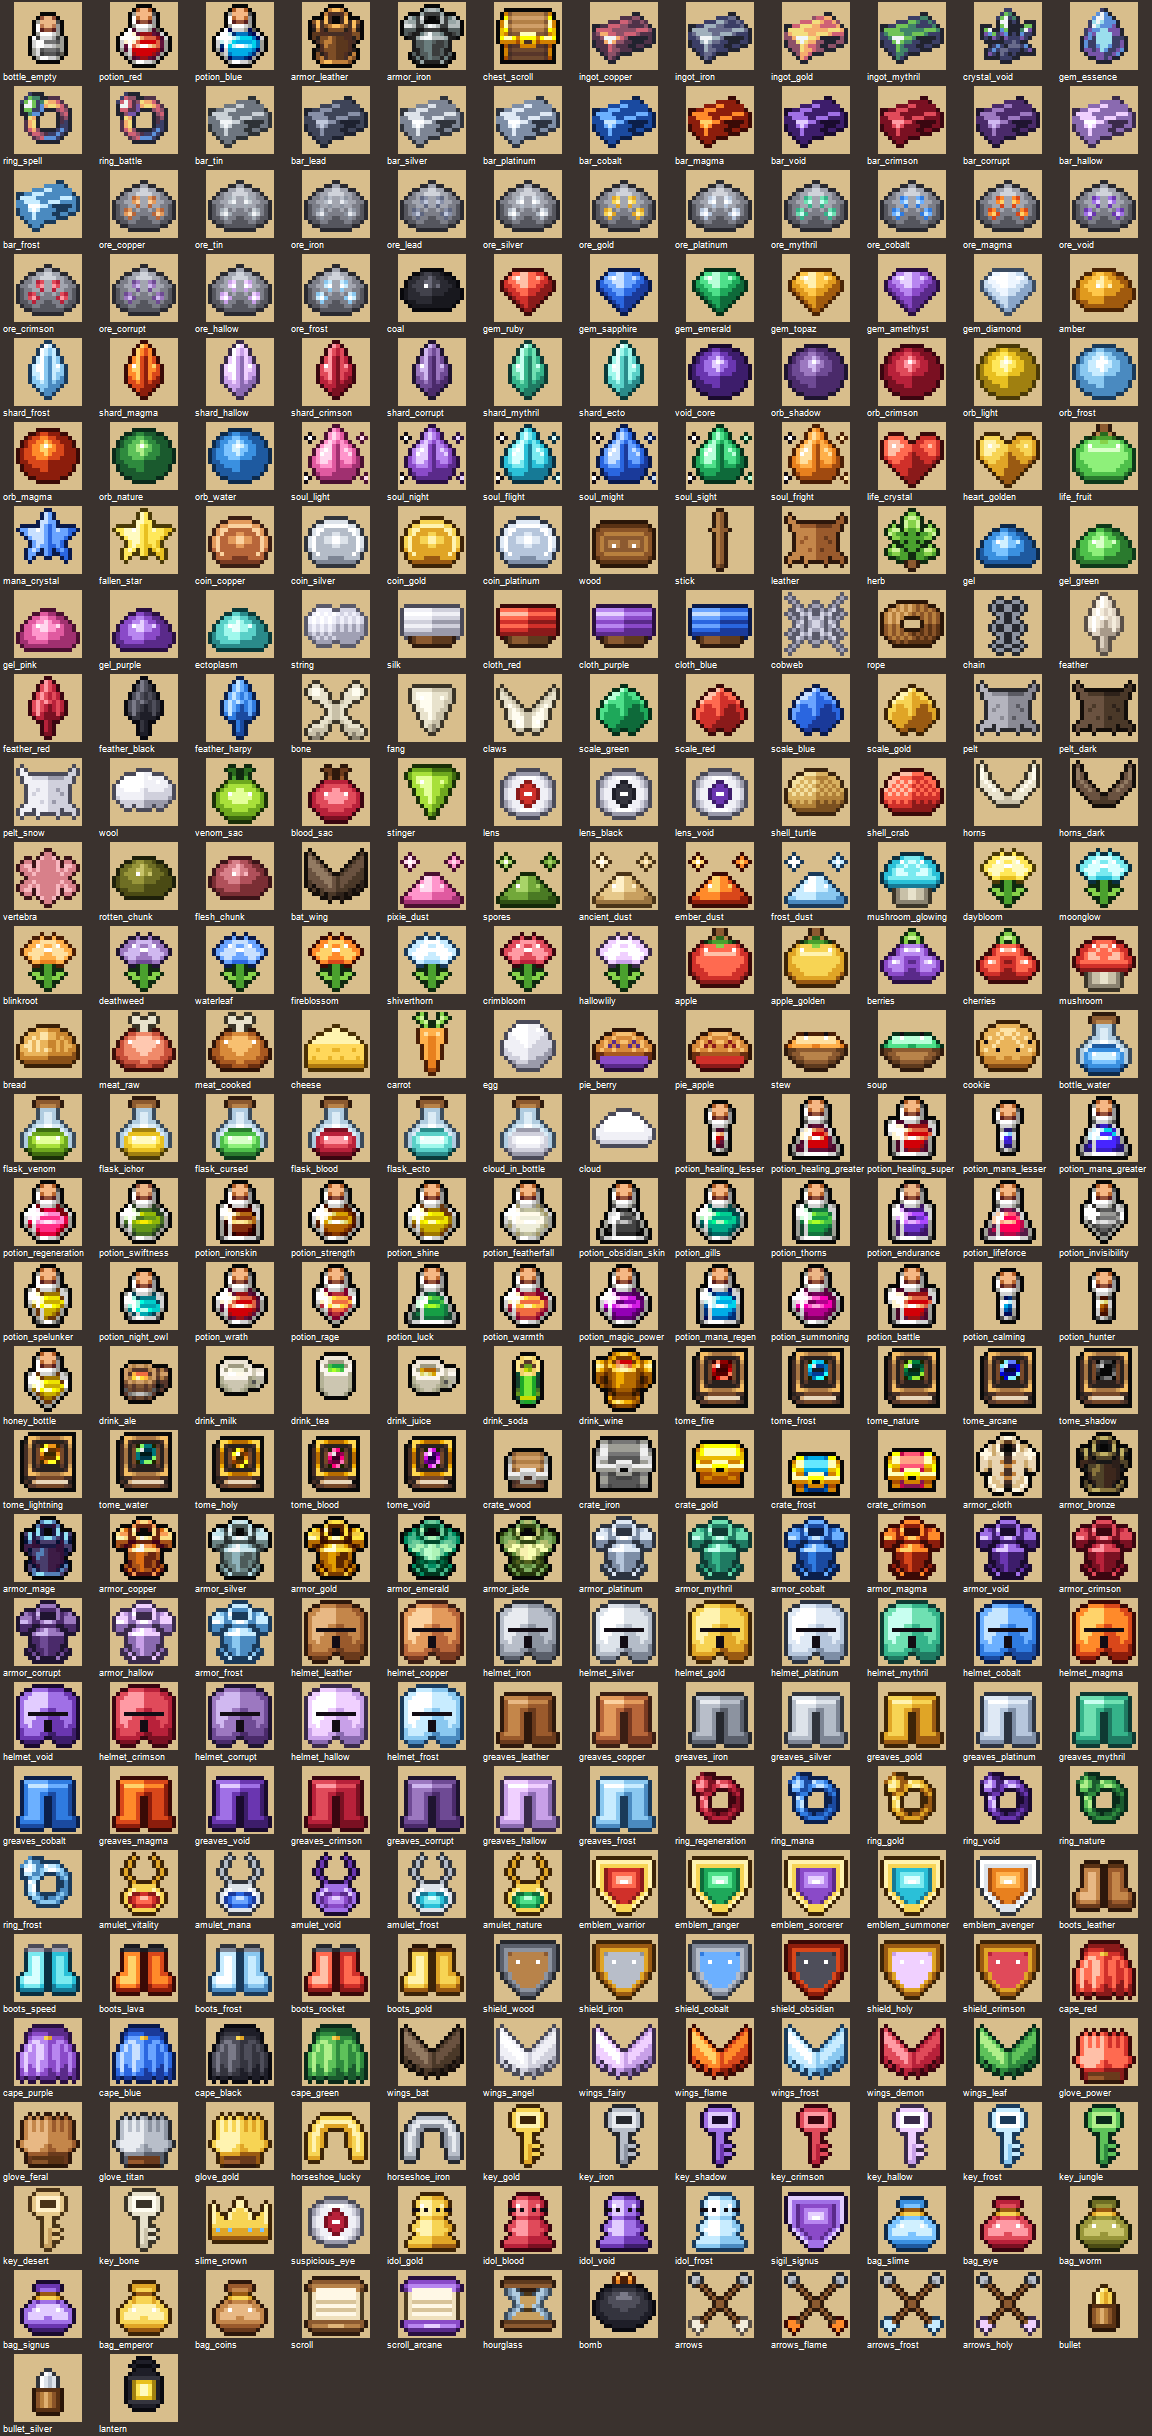 bottle_empty potion_red potion_blue armor_leather armor_iron chest_scroll ingot_copper ingot_iron ingot_gold ingot_mythril crystal_void gem_essence
ring_spell ring_battle bar_tin bar_lead bar_silver bar_platinum bar_cobalt bar_magma bar_void bar_crimson bar_corrupt bar_hallow
bar_frost ore_copper ore_tin ore_iron ore_lead ore_silver ore_gold ore_platinum ore_mythril ore_cobalt ore_magma ore_void
ore_crimson ore_corrupt ore_hallow ore_frost coal gem_ruby gem_sapphire gem_emerald gem_topaz gem_amethyst gem_diamond amber
shard_frost shard_magma shard_hallow shard_crimson shard_corrupt shard_mythril shard_ecto void_core orb_shadow orb_crimson orb_light orb_frost
orb_magma orb_nature orb_water soul_light soul_night soul_flight soul_might soul_sight soul_fright life_crystal heart_golden life_fruit
mana_crystal fallen_star coin_copper coin_silver coin_gold coin_platinum wood stick leather herb gel gel_green
gel_pink gel_purple ectoplasm string silk cloth_red cloth_purple cloth_blue cobweb rope chain feather
feather_red feather_black feather_harpy bone fang claws scale_green scale_red scale_blue scale_gold pelt pelt_dark
pelt_snow wool venom_sac blood_sac stinger lens lens_black lens_void shell_turtle shell_crab horns horns_dark
vertebra rotten_chunk flesh_chunk bat_wing pixie_dust spores ancient_dust ember_dust frost_dust mushroom_glowing daybloom moonglow
blinkroot deathweed waterleaf fireblossom shiverthorn crimbloom hallowlily apple apple_golden berries cherries mushroom
bread meat_raw meat_cooked cheese carrot egg pie_berry pie_apple stew soup cookie bottle_water
flask_venom flask_ichor flask_cursed flask_blood flask_ecto cloud_in_bottle cloud potion_healing_lesser potion_healing_greater potion_healing_super potion_mana_lesser potion_mana_greater
potion_regeneration potion_swiftness potion_ironskin potion_strength potion_shine potion_featherfall potion_obsidian_skin potion_gills potion_thorns potion_endurance potion_lifeforce potion_invisibility
potion_spelunker potion_night_owl potion_wrath potion_rage potion_luck potion_warmth potion_magic_power potion_mana_regen potion_summoning potion_battle potion_calming potion_hunter
honey_bottle drink_ale drink_milk drink_tea drink_juice drink_soda drink_wine tome_fire tome_frost tome_nature tome_arcane tome_shadow
tome_lightning tome_water tome_holy tome_blood tome_void crate_wood crate_iron crate_gold crate_frost crate_crimson armor_cloth armor_bronze
armor_mage armor_copper armor_silver armor_gold armor_emerald armor_jade armor_platinum armor_mythril armor_cobalt armor_magma armor_void armor_crimson
armor_corrupt armor_hallow armor_frost helmet_leather helmet_copper helmet_iron helmet_silver helmet_gold helmet_platinum helmet_mythril helmet_cobalt helmet_magma
helmet_void helmet_crimson helmet_corrupt helmet_hallow helmet_frost greaves_leather greaves_copper greaves_iron greaves_silver greaves_gold greaves_platinum greaves_mythril
greaves_cobalt greaves_magma greaves_void greaves_crimson greaves_corrupt greaves_hallow greaves_frost ring_regeneration ring_mana ring_gold ring_void ring_nature
ring_frost amulet_vitality amulet_mana amulet_void amulet_frost amulet_nature emblem_warrior emblem_ranger emblem_sorcerer emblem_summoner emblem_avenger boots_leather
boots_speed boots_lava boots_frost boots_rocket boots_gold shield_wood shield_iron shield_cobalt shield_obsidian shield_holy shield_crimson cape_red
cape_purple cape_blue cape_black cape_green wings_bat wings_angel wings_fairy wings_flame wings_frost wings_demon wings_leaf glove_power
glove_feral glove_titan glove_gold horseshoe_lucky horseshoe_iron key_gold key_iron key_shadow key_crimson key_hallow key_frost key_jungle
key_desert key_bone slime_crown suspicious_eye idol_gold idol_blood idol_void idol_frost sigil_signus bag_slime bag_eye bag_worm
bag_signus bag_emperor bag_coins scroll scroll_arcane hourglass bomb arrows arrows_flame arrows_frost arrows_holy bullet
bullet_silver lantern